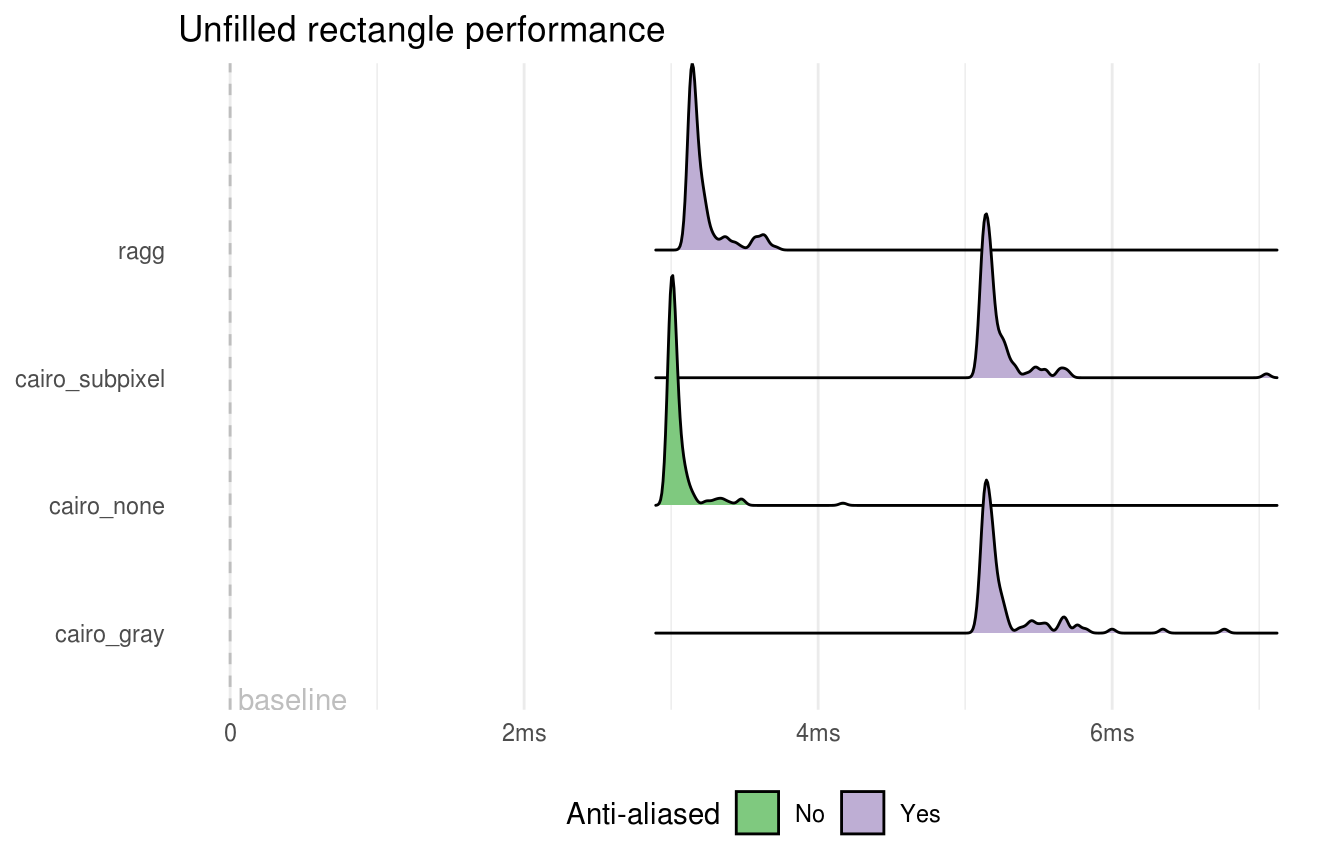 Unfilled rectangle performance
ragg
cairo_subpixel
cairo_none
cairo_gray
baseline
0 2ms 4ms 6ms
Anti-aliased No Yes